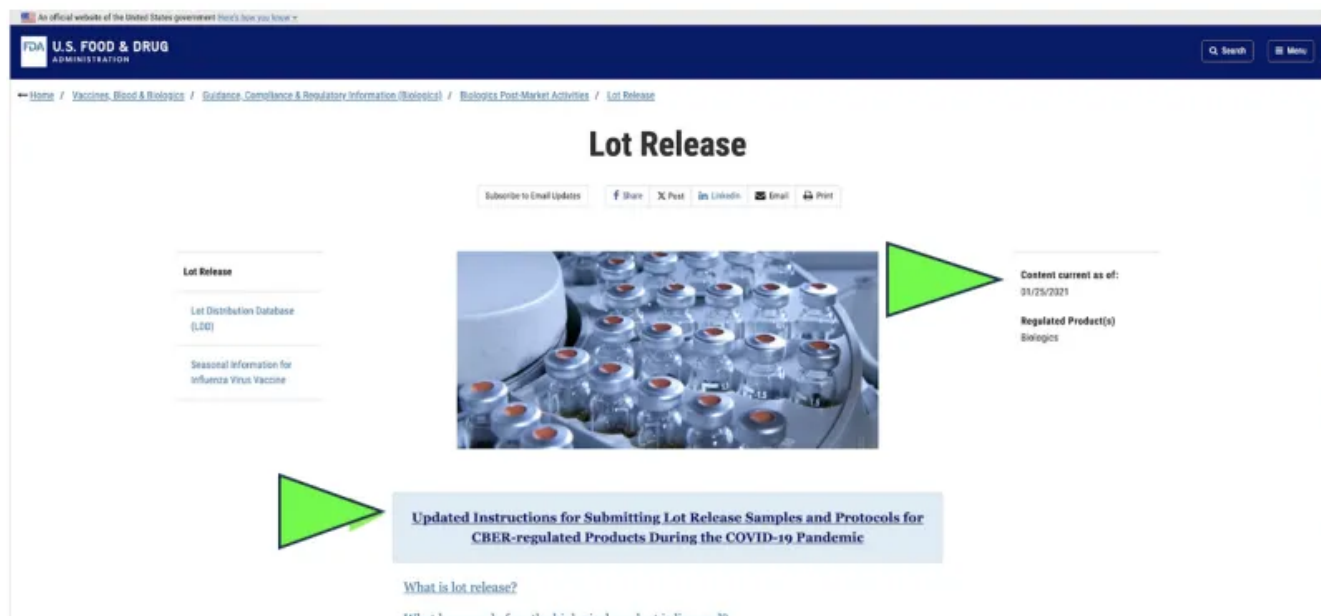 An official website of the United States government Here's how you know
FDA U.S. FOOD & DRUG
ADMINISTRATION
Search
Menu
Home / Vaccines, Blood & Biologics / Guidance, Compliance & Regulatory Information (Biologics) / Biologics Post-Market Activities / Lot Release
Lot Release
Subscribe to Email Updates
Share
Post
Linkedin
Email
Print
Lot Release
Lot Distribution Database
(LDD)
Seasonal Information for
Influenza Virus Vaccine
Content current as of:
01/25/2021
Regulated Product(s)
Biologics
Updated Instructions for Submitting Lot Release Samples and Protocols for
CBER-regulated Products During the COVID-19 Pandemic
What is lot release?